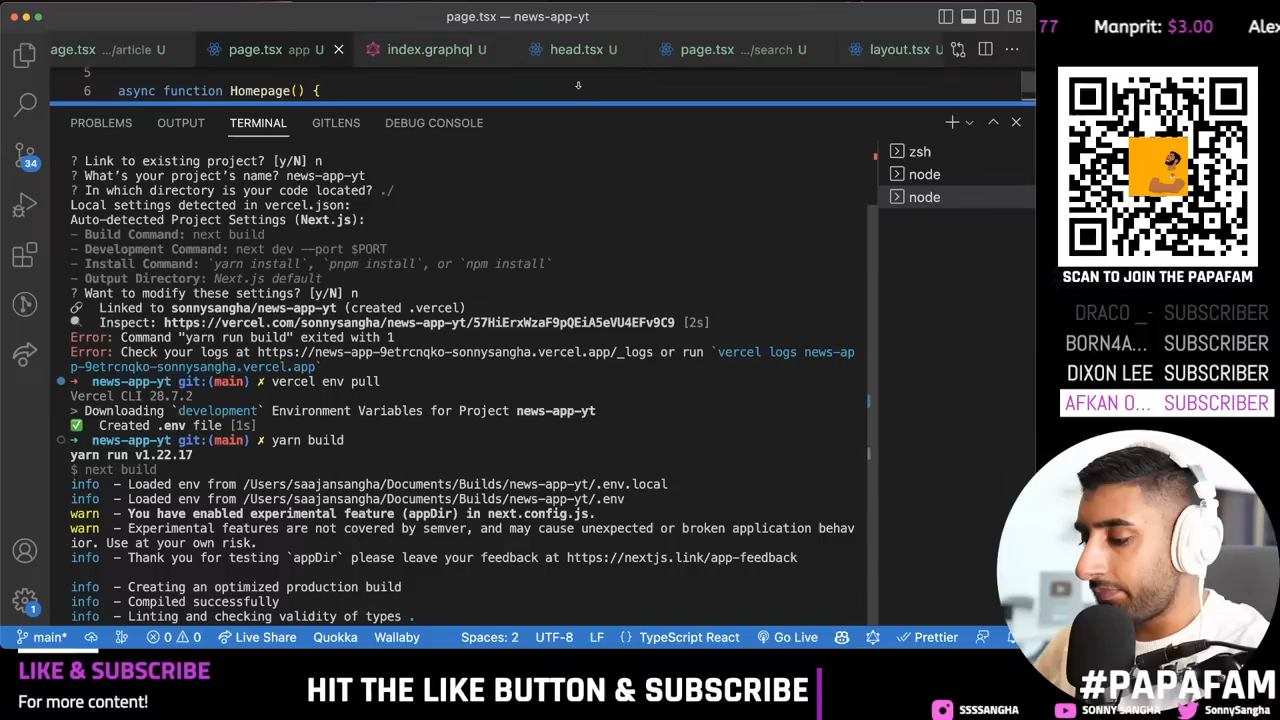 page.tsx — news-app-yt
77 Manprit: $3.00 Alex
age.tsx .../article U
page.tsx app U
index.graphql U
head.tsx U
page.tsx .../search U
layout.tsx U
5
6 async function Homepage() {
PROBLEMS OUTPUT TERMINAL GITLENS DEBUG CONSOLE
zsh
node
node
? Link to existing project? [y/N] n
? What's your project's name? news-app-yt
? In which directory is your code located? ./
Local settings detected in vercel.json:
Auto-detected Project Settings (Next.js):
- Build Command: next build
- Development Command: next dev --port $PORT
- Install Command: `yarn install`, `pnpm install`, or `npm install`
- Output Directory: Next.js default
? Want to modify these settings? [y/N] n
Linked to sonnysangha/news-app-yt (created .vercel)
Inspect: https://vercel.com/sonnysangha/news-app-yt/57HiErxWzaF9pQEiA5eVU4EFv9C9 [2s]
Error: Command "yarn run build" exited with 1
Error: Check your logs at https://news-app-9etrcnqko-sonnysangha.vercel.app/_logs or run `vercel logs news-ap
p-9etrcnqko-sonnysangha.vercel.app`
➜ news-app-yt git:(main) ✗ vercel env pull
Vercel CLI 28.7.2
> Downloading `development` Environment Variables for Project news-app-yt
✅ Created .env file [1s]
➜ news-app-yt git:(main) ✗ yarn build
yarn run v1.22.17
$ next build
info - Loaded env from /Users/saajansangha/Documents/Builds/news-app-yt/.env.local
info - Loaded env from /Users/saajansangha/Documents/Builds/news-app-yt/.env
warn - You have enabled experimental feature (appDir) in next.config.js.
warn - Experimental features are not covered by semver, and may cause unexpected or broken application behav
ior. Use at your own risk.
info - Thank you for testing `appDir` please leave your feedback at https://nextjs.link/app-feedback
info - Creating an optimized production build
info - Compiled successfully
info - Linting and checking validity of types .
34
1
main* 0 0 Live Share Quokka Wallaby Spaces: 2 UTF-8 LF {} TypeScript React Go Live Prettier
SCAN TO JOIN THE PAPAFAM
DRACO _- SUBSCRIBER
BORN4A... SUBSCRIBER
DIXON LEE SUBSCRIBER
AFKAN O... SUBSCRIBER
LIKE & SUBSCRIBE
For more content!
HIT THE LIKE BUTTON & SUBSCRIBE
#PAPAFAM
SSSSANGHA SONNY SANGHA SonnySangha